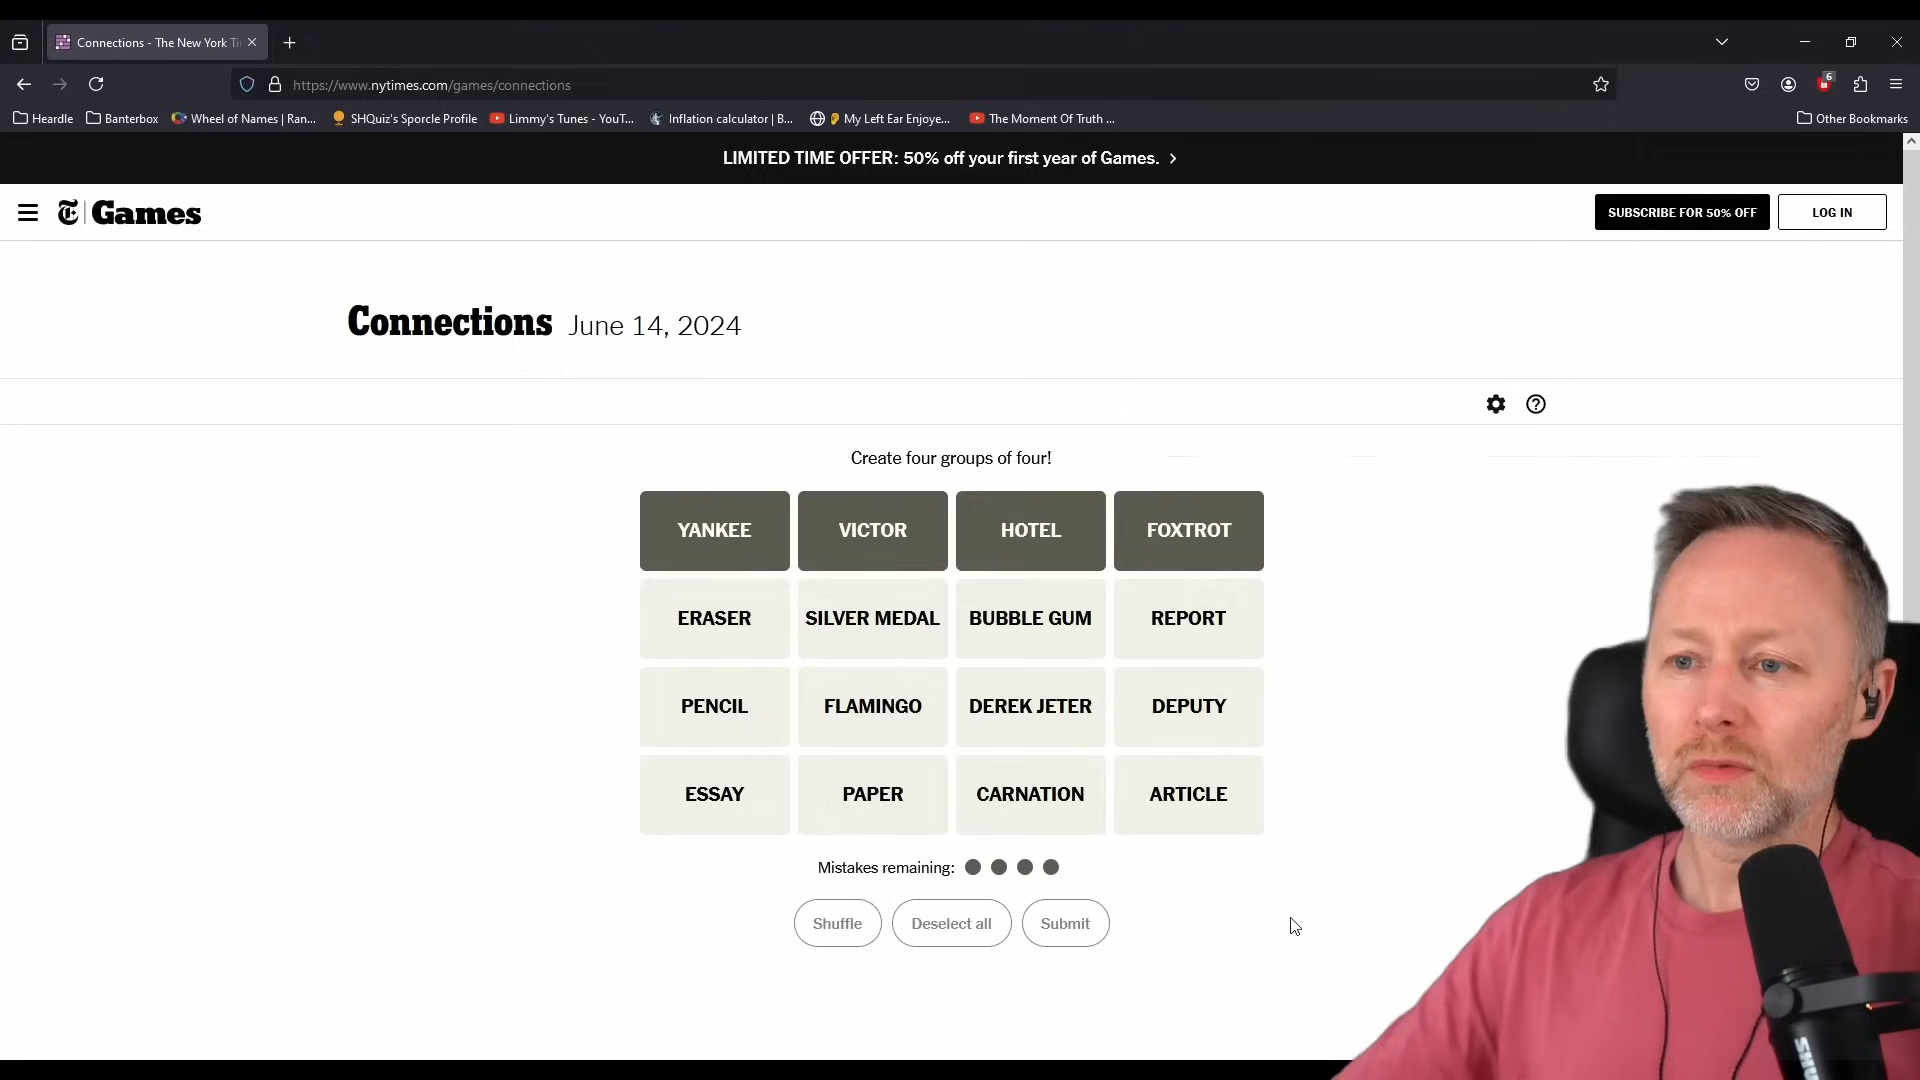 Connections - The New York Ti
https://www.nytimes.com/games/connections
6
Heardle
Banterbox
Wheel of Names | Ran...
SHQuiz's Sporcle Profile
Limmy's Tunes - YouT...
Inflation calculator | B...
My Left Ear Enjoye...
The Moment Of Truth ...
Other Bookmarks
LIMITED TIME OFFER: 50% off your first year of Games.
Games
SUBSCRIBE FOR 50% OFF
LOG IN
Connections June 14, 2024
Create four groups of four!
YANKEE VICTOR HOTEL FOXTROT
ERASER SILVER MEDAL BUBBLE GUM REPORT
PENCIL FLAMINGO DEREK JETER DEPUTY
ESSAY PAPER CARNATION ARTICLE
Mistakes remaining:
Shuffle Deselect all Submit